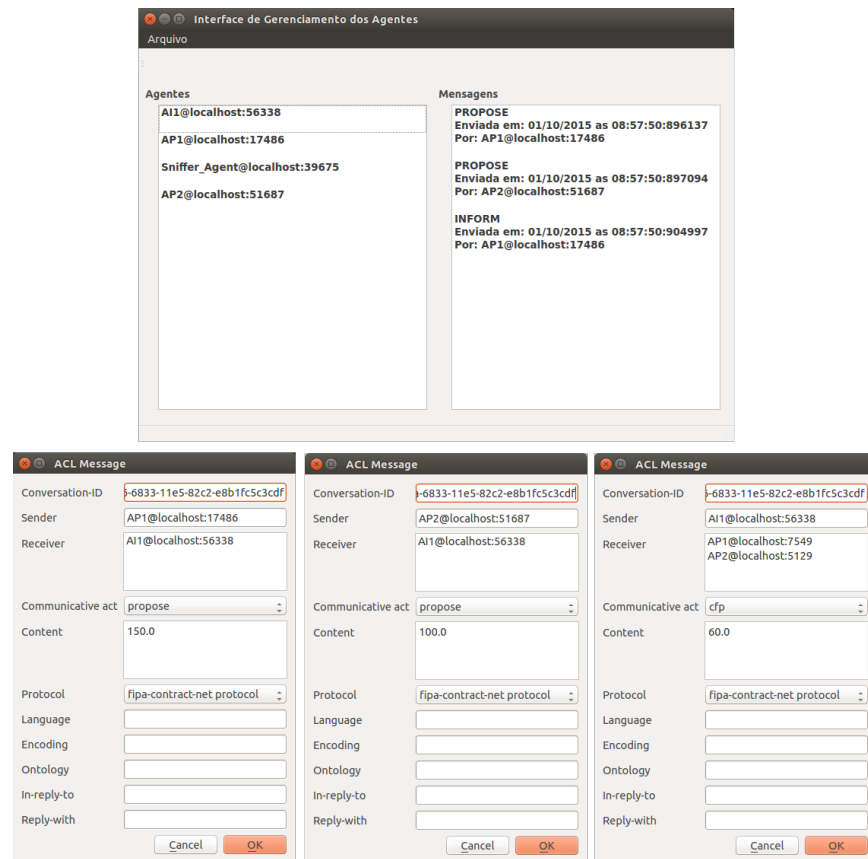 Interface de Gerenciamento dos Agentes
Arquivo
Agentes
AI1@localhost:56338
AP1@localhost:17486
Sniffer_Agent@localhost:39675
AP2@localhost:51687
Mensagens
PROPOSE
Enviada em: 01/10/2015 as 08:57:50:896137
Por: AP1@localhost:17486
PROPOSE
Enviada em: 01/10/2015 as 08:57:50:897094
Por: AP2@localhost:51687
INFORM
Enviada em: 01/10/2015 as 08:57:50:904997
Por: AP1@localhost:17486
ACL Message
Conversation-ID -6833-11e5-82c2-e8b1fc5c3cdf
Sender AP1@localhost:17486
Receiver AI1@localhost:56338
Communicative act propose
Content 150.0
Protocol fipa-contract-net protocol
Language
Encoding
Ontology
In-reply-to
Reply-with
Cancel OK
ACL Message
Conversation-ID -6833-11e5-82c2-e8b1fc5c3cdf
Sender AP2@localhost:51687
Receiver AI1@localhost:56338
Communicative act propose
Content 100.0
Protocol fipa-contract-net protocol
Language
Encoding
Ontology
In-reply-to
Reply-with
Cancel OK
ACL Message
Conversation-ID -6833-11e5-82c2-e8b1fc5c3cdf
Sender AI1@localhost:56338
Receiver AP1@localhost:7549
AP2@localhost:5129
Communicative act cfp
Content 60.0
Protocol fipa-contract-net protocol
Language
Encoding
Ontology
In-reply-to
Reply-with
Cancel OK